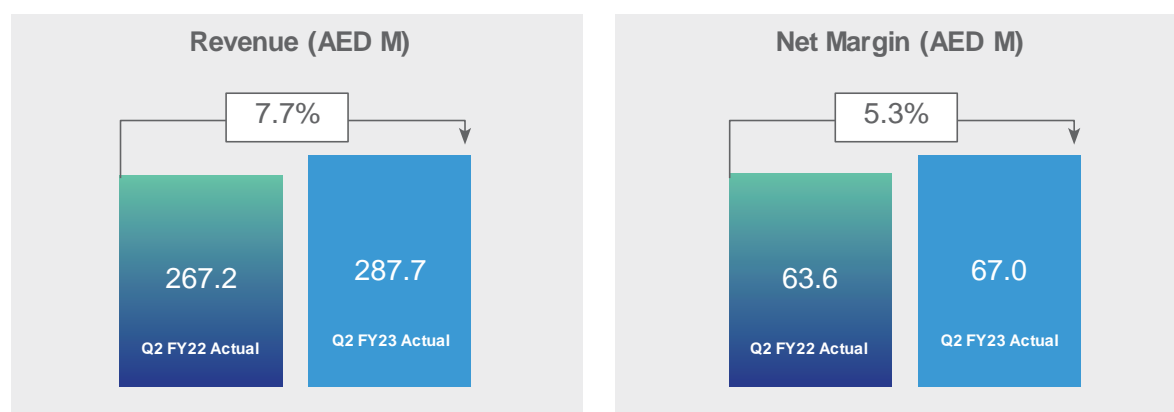 Revenue (AED M)
7.7%
267.2
287.7
Q2 FY22 Actual
Q2 FY23 Actual
Net Margin (AED M)
5.3%
63.6
67.0
Q2 FY22 Actual
Q2 FY23 Actual